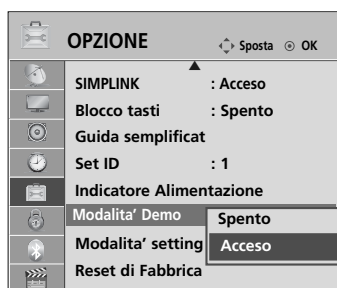 OPZIONE Sposta OK
SIMPLINK : Acceso
Blocco tasti : Spento
Guida semplificat
Set ID : 1
Indicatore Alimentazione
Modalita' Demo Spento
Modalita' setting Acceso
Reset di Fabbrica